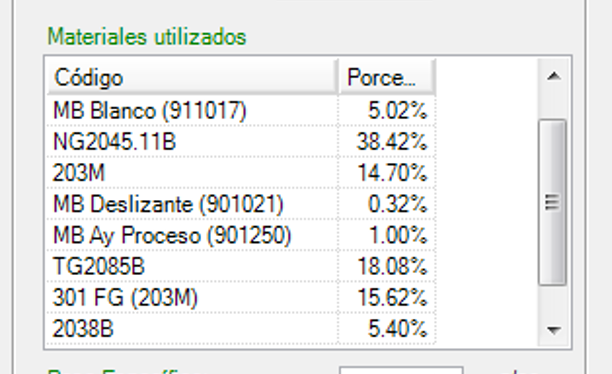 Materiales utilizados
Código Porce...
MB Blanco (911017) 5.02%
NG2045.11B 38.42%
203M 14.70%
MB Deslizante (901021) 0.32%
MB Ay Proceso (901250) 1.00%
TG2085B 18.08%
301 FG (203M) 15.62%
2038B 5.40%